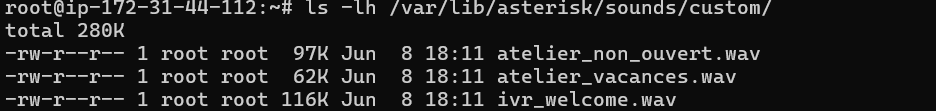 root@ip-172-31-44-112:~# ls -lh /var/lib/asterisk/sounds/custom/
total 280K
-rw-r--r-- 1 root root  97K Jun  8 18:11 atelier_non_ouvert.wav
-rw-r--r-- 1 root root  62K Jun  8 18:11 atelier_vacances.wav
-rw-r--r-- 1 root root 116K Jun  8 18:11 ivr_welcome.wav